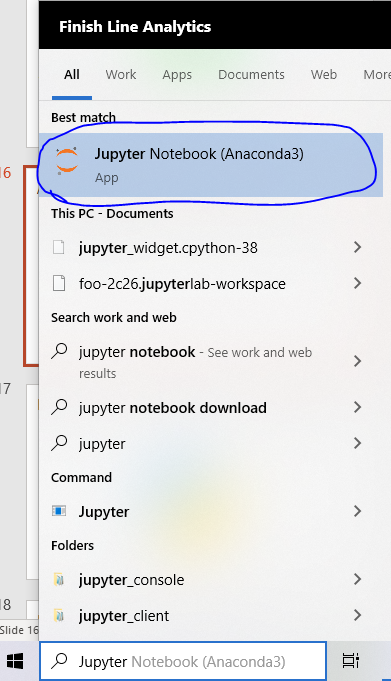 Finish Line Analytics
All Work Apps Documents Web More
Best match
16
Jupyter Notebook (Anaconda3)
App
This PC - Documents
jupyter_widget.cpython-38
foo-2c26.jupyterlab-workspace
Search work and web
jupyter notebook - See work and web
results
17
jupyter notebook download
jupyter
Command
Jupyter
Folders
jupyter_console
18
jupyter_client
Slide 16
Jupyter Notebook (Anaconda3)